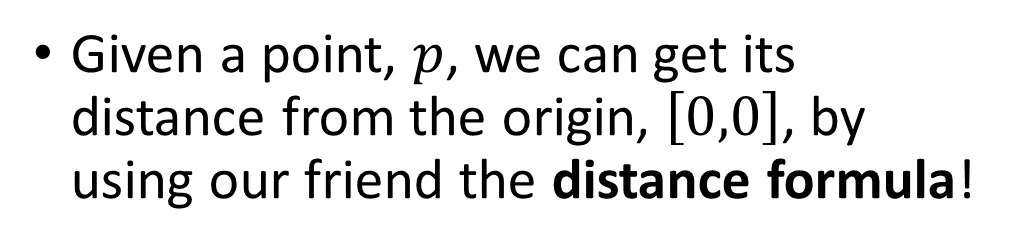 • Given a point, p, we can get its
distance from the origin, [0,0], by
using our friend the distance formula!